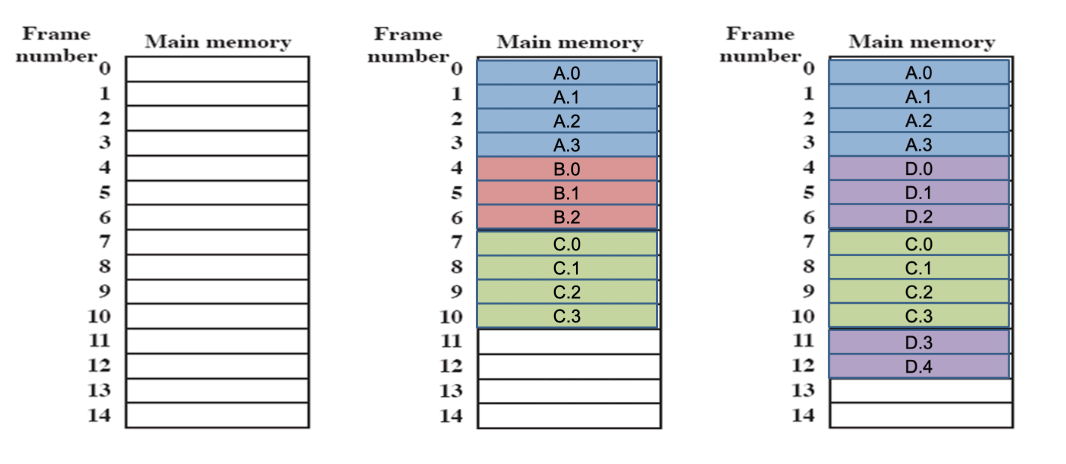 Frame number Main memory
0
1
2
3
4
5
6
7
8
9
10
11
12
13
14
Frame number Main memory
0 A.0
1 A.1
2 A.2
3 A.3
4 B.0
5 B.1
6 B.2
7 C.0
8 C.1
9 C.2
10 C.3
11
12
13
14
Frame number Main memory
0 A.0
1 A.1
2 A.2
3 A.3
4 D.0
5 D.1
6 D.2
7 C.0
8 C.1
9 C.2
10 C.3
11 D.3
12 D.4
13
14